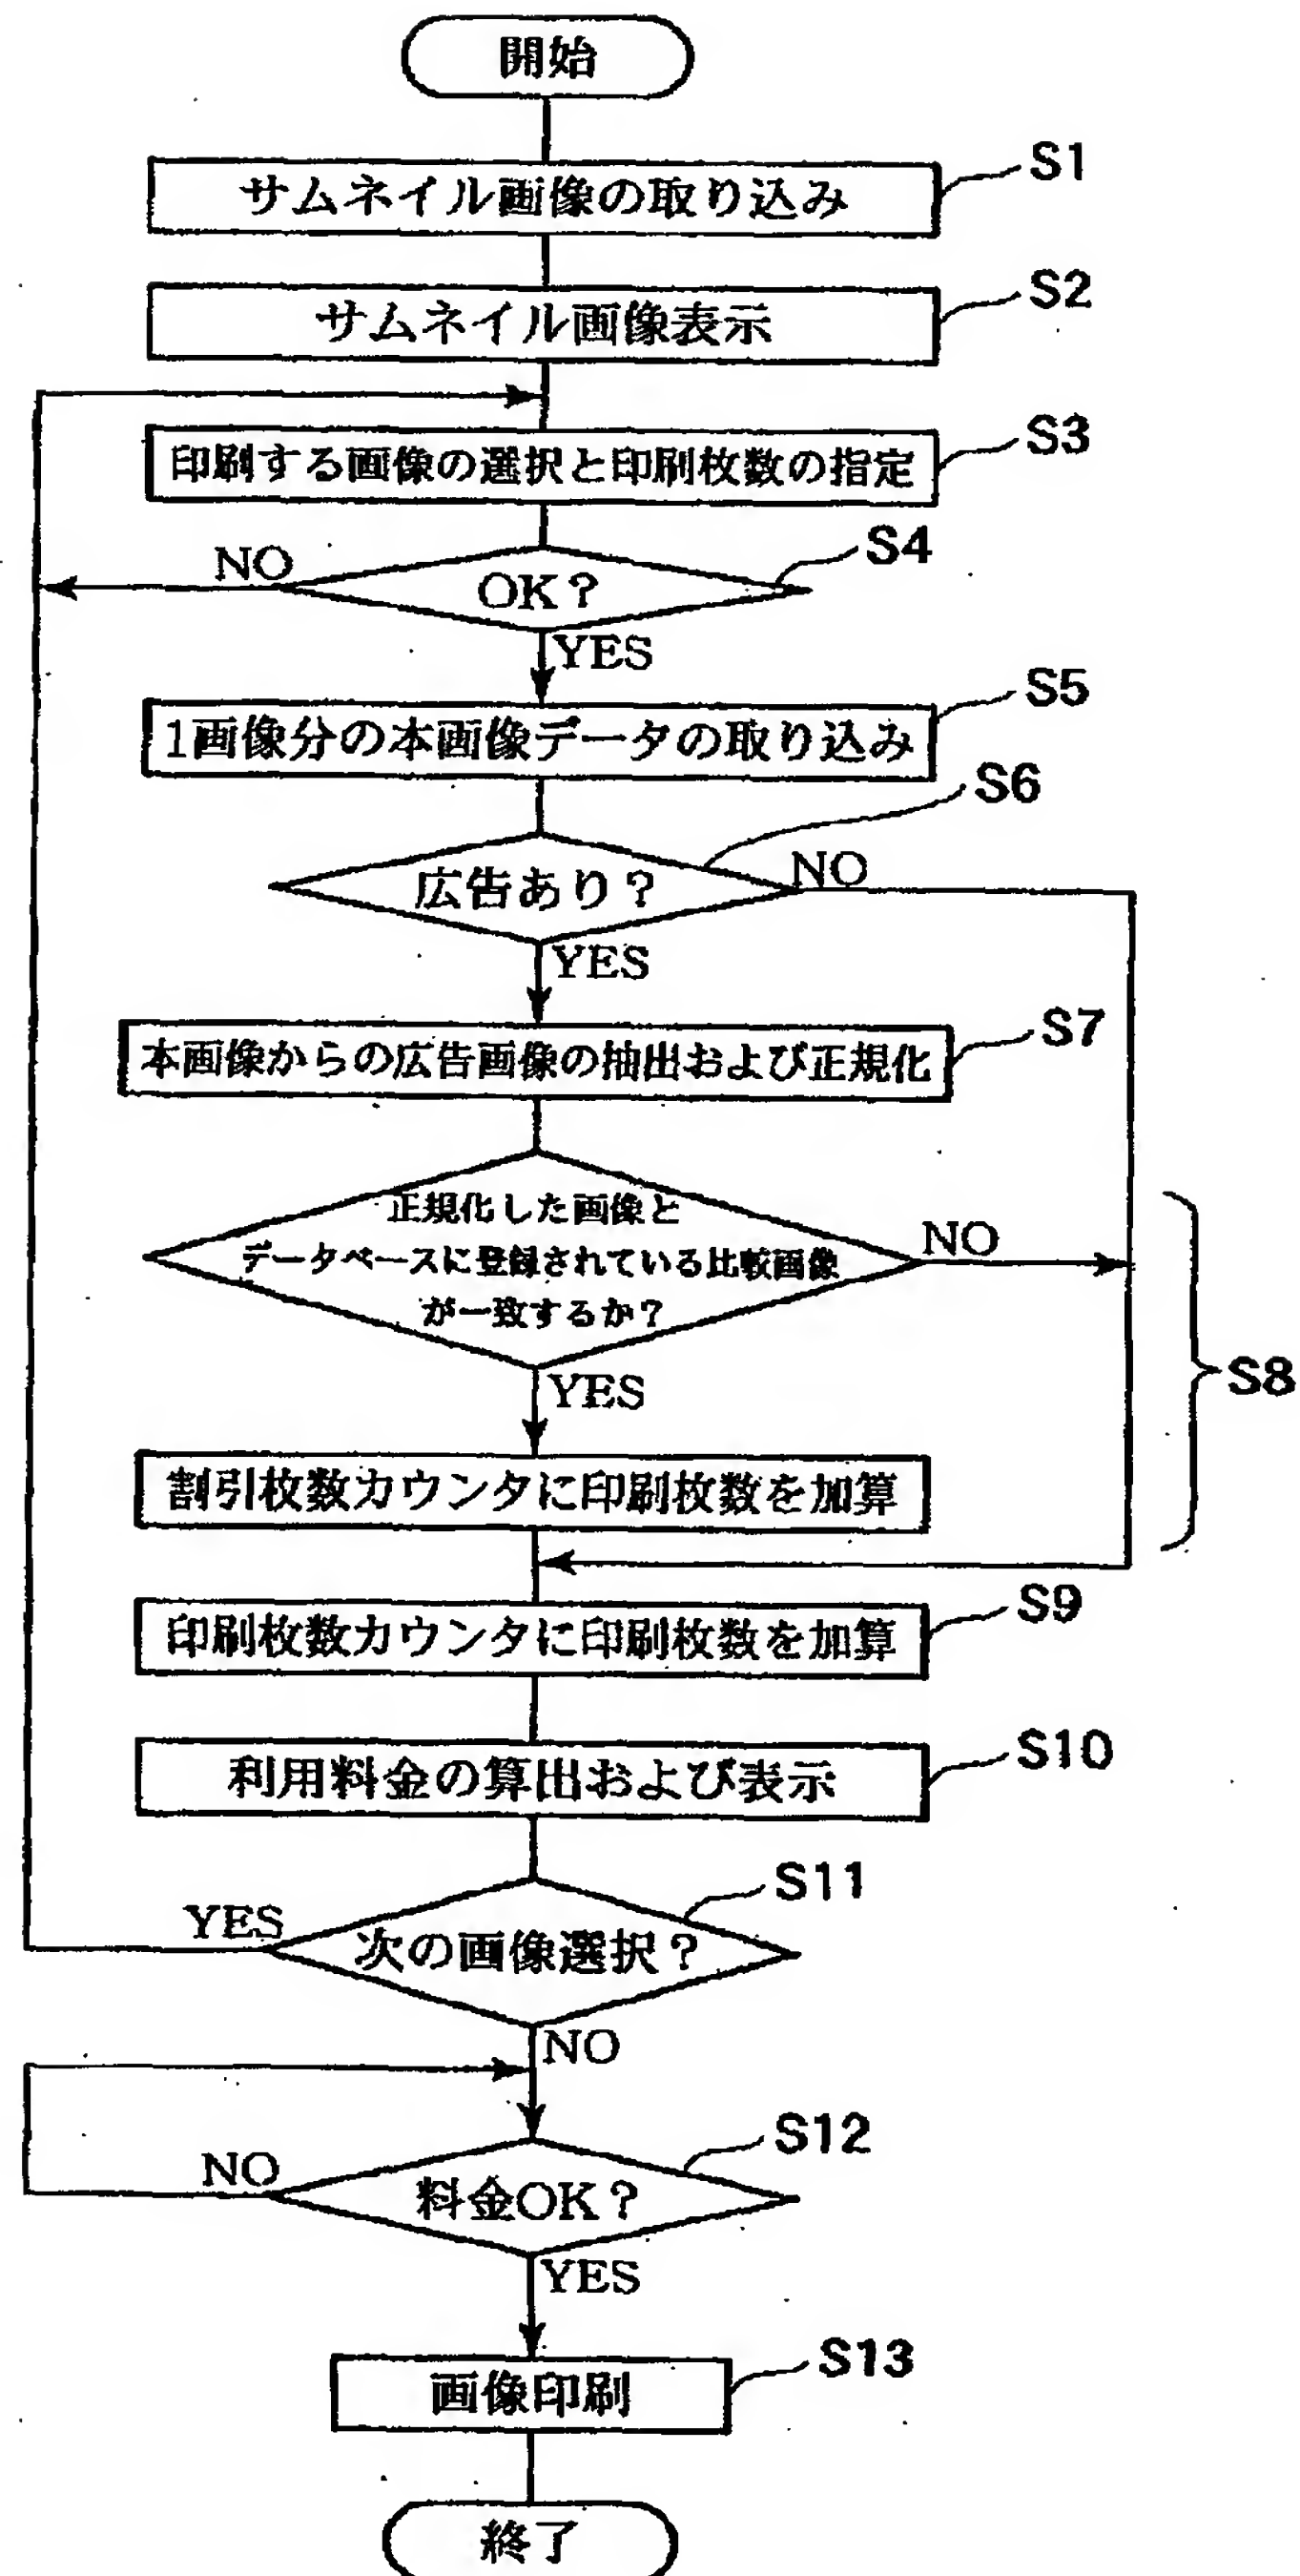 開始
サムネイル画像の取り込み
S1
サムネイル画像表示
S2
印刷する画像の選択と印刷枚数の指定
S3
OK?
S4
NO
YES
1画像分の本画像データの取り込み
S5
広告あり?
S6
NO
YES
本画像からの広告画像の抽出および正規化
S7
正規化した画像と
データベースに登録されている比較画像
が一致するか?
NO
YES
割引枚数カウンタに印刷枚数を加算
S8
印刷枚数カウンタに印刷枚数を加算
S9
利用料金の算出および表示
S10
次の画像選択?
S11
YES
NO
料金OK?
S12
NO
YES
画像印刷
S13
終了